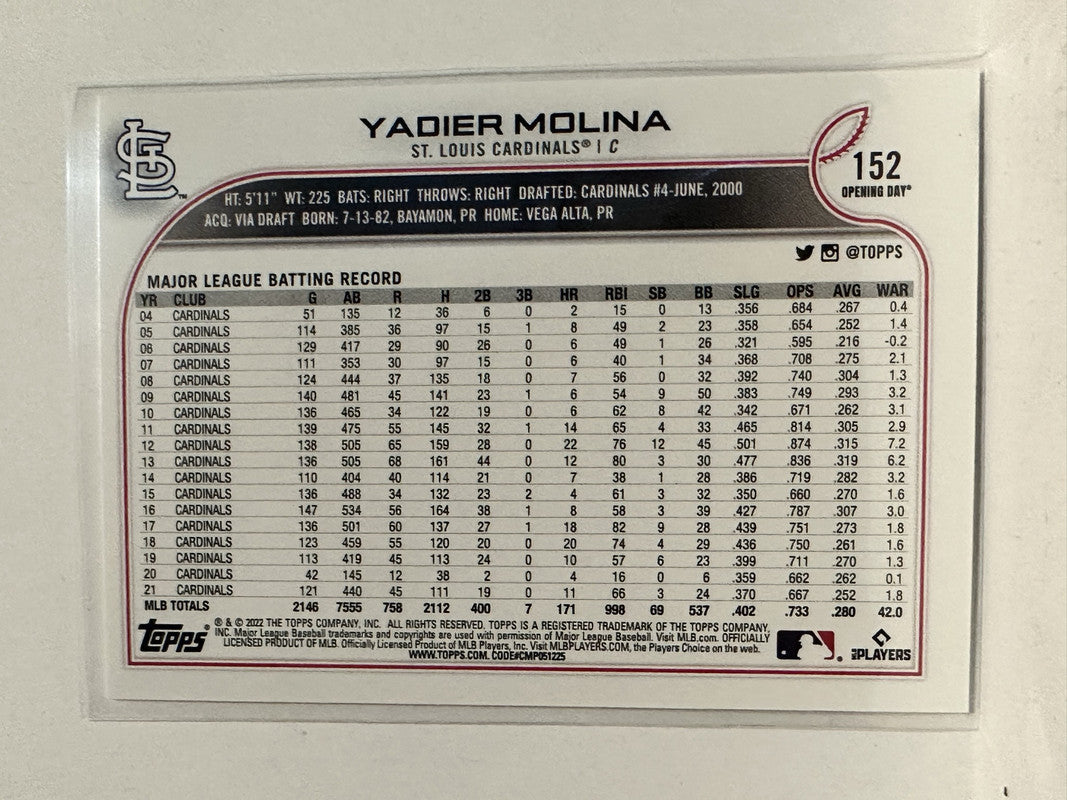 YADIER MOLINA
ST. LOUIS CARDINALS® | C
152
OPENING DAY®
HT: 5'11" WT: 225 BATS: RIGHT THROWS: RIGHT DRAFTED: CARDINALS #4-JUNE, 2000
ACQ: VIA DRAFT BORN: 7-13-82, BAYAMON, PR HOME: VEGA ALTA, PR
@TOPPS
MAJOR LEAGUE BATTING RECORD
YR CLUB G AB R H 2B 3B HR RBI SB BB SLG OPS AVG WAR
04 CARDINALS 51 135 12 36 6 0 2 15 0 13 .356 .684 .267 0.4
05 CARDINALS 114 385 36 97 15 1 8 49 2 23 .358 .654 .252 1.4
06 CARDINALS 129 417 29 90 26 0 6 49 1 26 .321 .595 .216 -0.2
07 CARDINALS 111 353 30 97 15 0 6 40 1 34 .368 .708 .275 2.1
08 CARDINALS 124 444 37 135 18 0 7 56 0 32 .392 .740 .304 1.3
09 CARDINALS 140 481 45 141 23 1 6 54 9 50 .383 .749 .293 3.2
10 CARDINALS 136 465 34 122 19 0 6 62 8 42 .342 .671 .262 3.1
11 CARDINALS 139 475 55 145 32 1 14 65 4 33 .465 .814 .305 2.9
12 CARDINALS 138 505 65 159 28 0 22 76 12 45 .501 .874 .315 7.2
13 CARDINALS 136 505 68 161 44 0 12 80 3 30 .477 .836 .319 6.2
14 CARDINALS 110 404 40 114 21 0 7 38 1 28 .386 .719 .282 3.2
15 CARDINALS 136 488 34 132 23 2 4 61 3 32 .350 .660 .270 1.6
16 CARDINALS 147 534 56 164 38 1 8 58 3 39 .427 .787 .307 3.0
17 CARDINALS 136 501 60 137 27 1 18 82 9 28 .439 .751 .273 1.8
18 CARDINALS 123 459 55 120 20 0 20 74 4 29 .436 .750 .261 1.6
19 CARDINALS 113 419 45 113 24 0 10 57 6 23 .399 .711 .270 1.3
20 CARDINALS 42 145 12 38 2 0 4 16 0 6 .359 .662 .262 0.1
21 CARDINALS 121 440 45 111 19 0 11 66 3 24 .370 .667 .252 1.8
MLB TOTALS 2146 7555 758 2112 400 7 171 998 69 537 .402 .733 .280 42.0
Topps®
® & © 2022 THE TOPPS COMPANY, INC. ALL RIGHTS RESERVED. TOPPS IS A REGISTERED TRADEMARK OF THE TOPPS COMPANY,
INC. Major League Baseball trademarks and copyrights are used with permission of Major League Baseball. Visit MLB.com. OFFICIALLY
LICENSED PRODUCT OF MLB. Officially Licensed Product of MLB Players, Inc. Visit MLBPLAYERS.COM, the Players Choice on the web.
WWW.TOPPS.COM. CODE#CMP051225
MLB PLAYERS